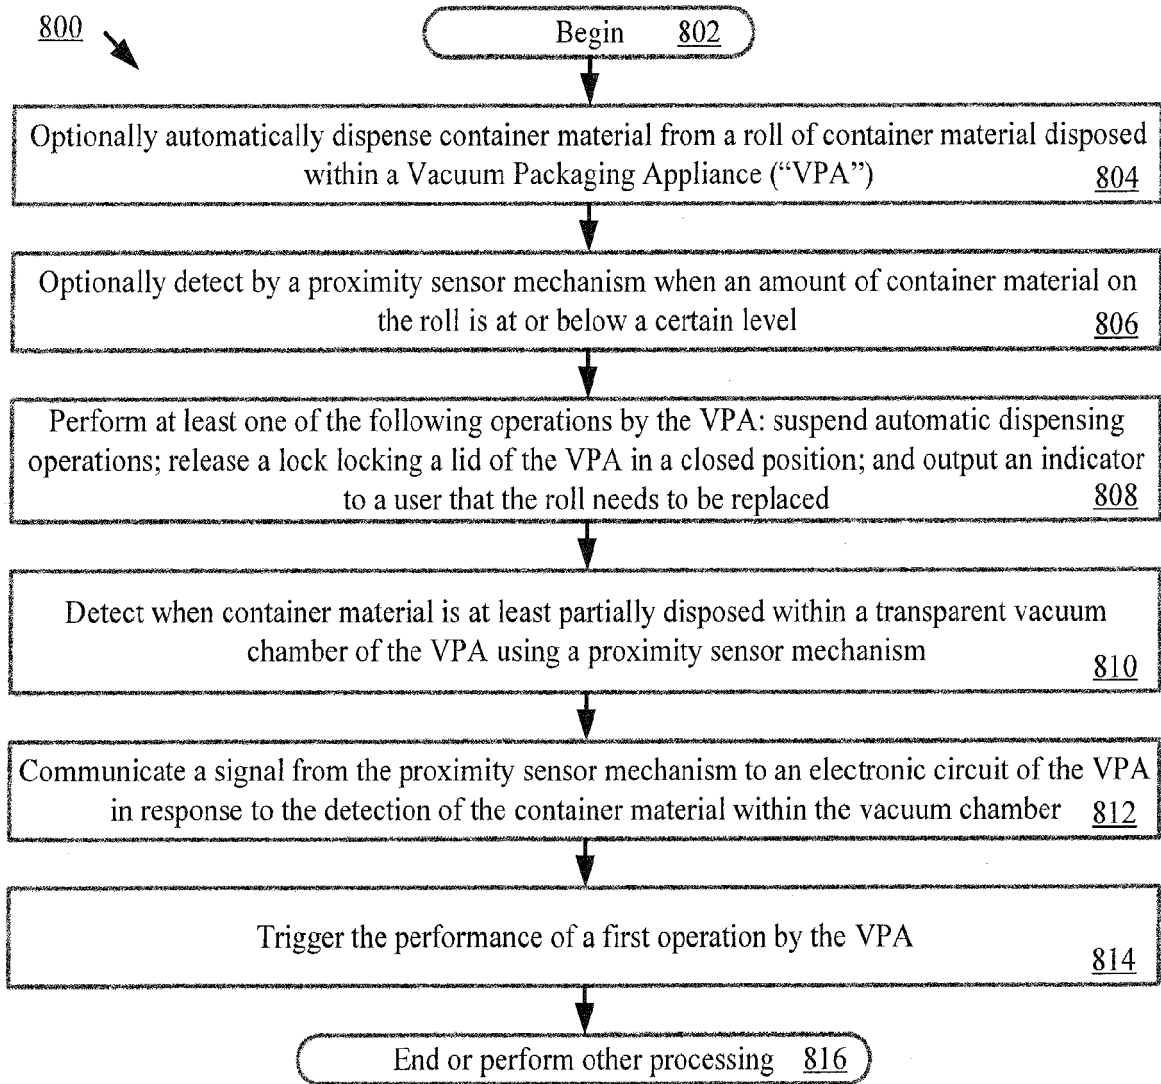 800
Begin 802
Optionally automatically dispense container material from a roll of container material disposed
within a Vacuum Packaging Appliance (“VPA”)
804
Optionally detect by a proximity sensor mechanism when an amount of container material on
the roll is at or below a certain level
806
Perform at least one of the following operations by the VPA: suspend automatic dispensing
operations; release a lock locking a lid of the VPA in a closed position; and output an indicator
to a user that the roll needs to be replaced
808
Detect when container material is at least partially disposed within a transparent vacuum
chamber of the VPA using a proximity sensor mechanism
810
Communicate a signal from the proximity sensor mechanism to an electronic circuit of the VPA
in response to the detection of the container material within the vacuum chamber 812
Trigger the performance of a first operation by the VPA
814
End or perform other processing 816